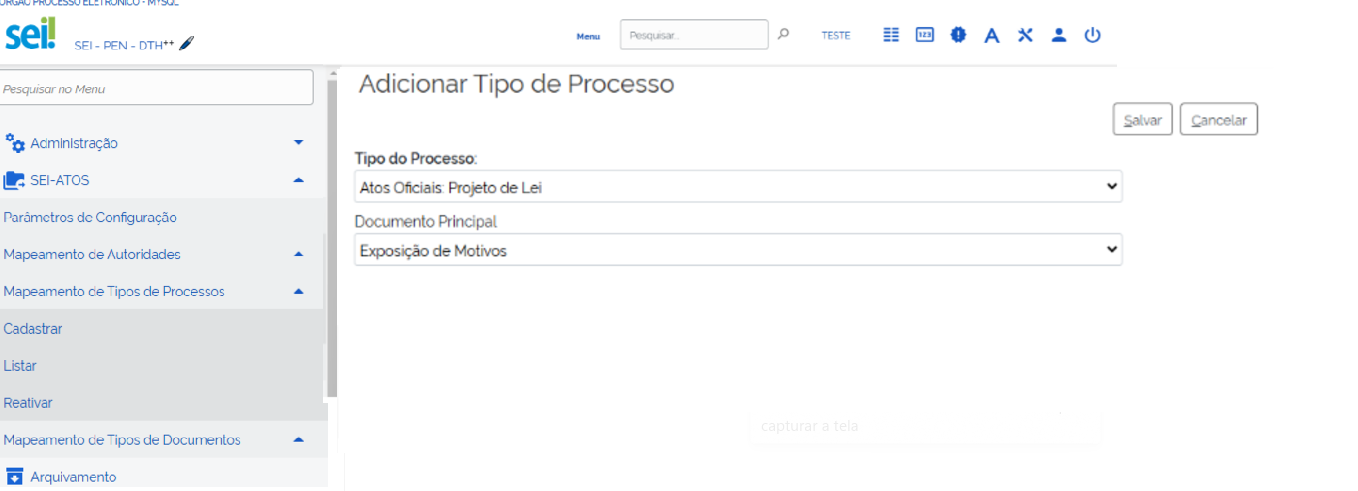 ÓRGÃO PROCESSO ELETRÔNICO - MYSQL
sei!
SEI - PEN - DTH++
Menu
Pesquisar...
TESTE
123
A
Pesquisar no Menu
Administração
SEI-ATOS
Parâmetros de Configuração
Mapeamento de Autoridades
Mapeamento de Tipos de Processos
Cadastrar
Listar
Reativar
Mapeamento de Tipos de Documentos
Arquivamento
Adicionar Tipo de Processo
Salvar
Cancelar
Tipo do Processo:
Atos Oficiais: Projeto de Lei
Documento Principal
Exposição de Motivos
capturar a tela